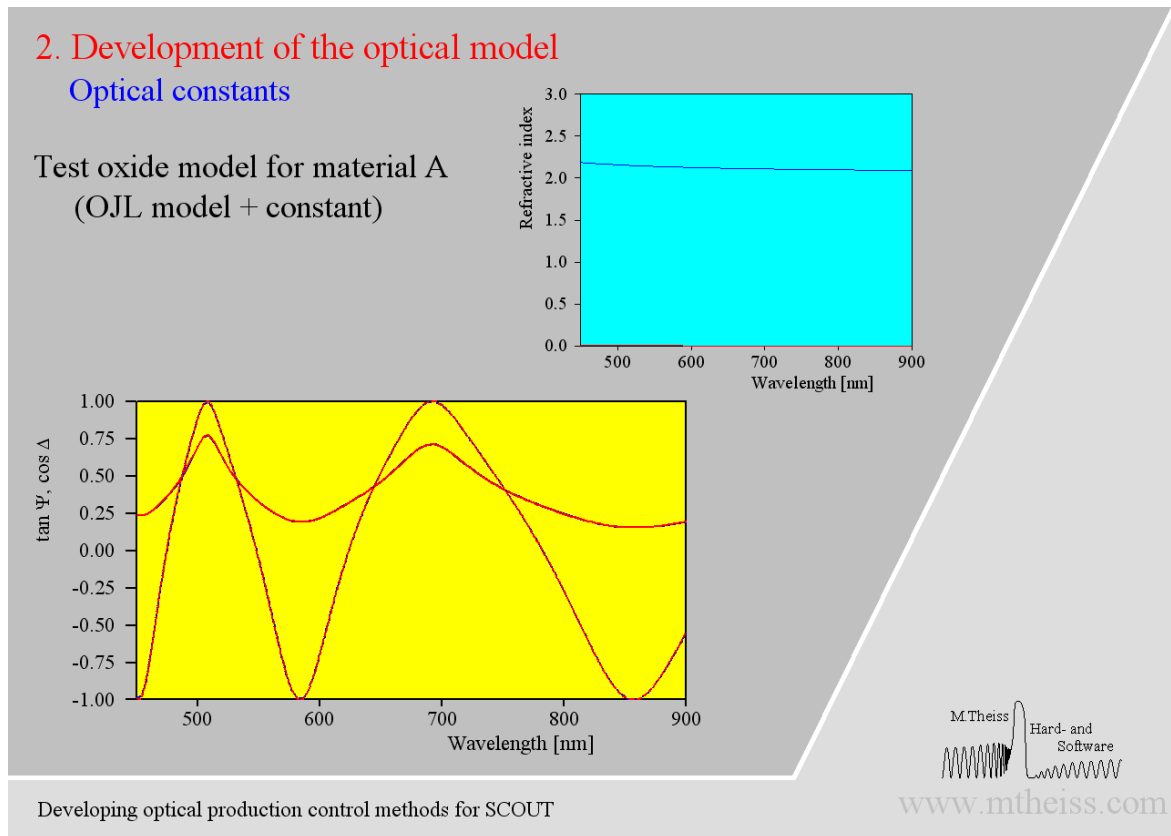 2. Development of the optical model
Optical constants
Test oxide model for material A
(OJL model + constant)
Refractive index
3.0
2.5
2.0
1.5
1.0
0.5
0.0
500 600 700 800 900
Wavelength [nm]
tan Ψ, cos Δ
1.00
0.75
0.50
0.25
0.00
-0.25
-0.50
-0.75
-1.00
500 600 700 800 900
Wavelength [nm]
M.Theiss
Hard- and
Software
www.mtheiss.com
Developing optical production control methods for SCOUT